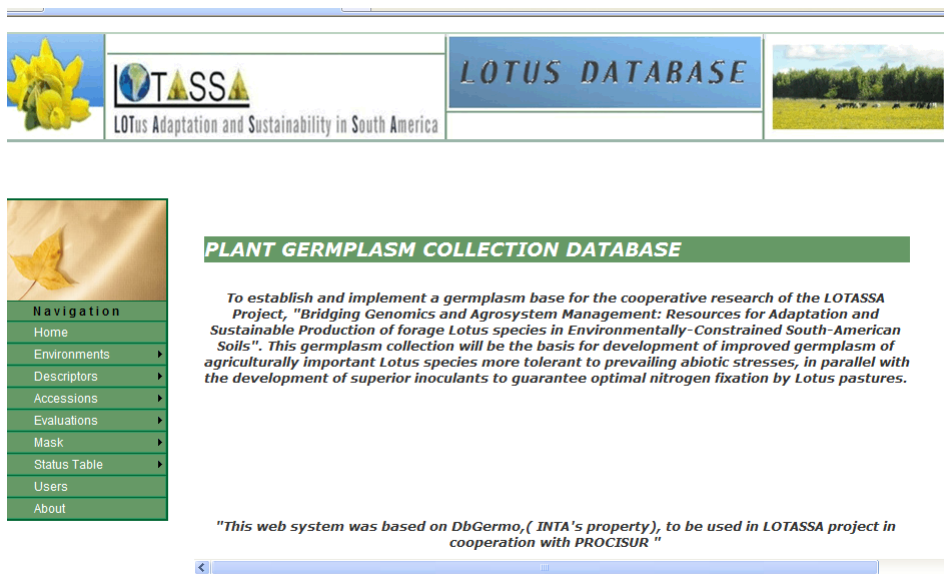 LOTUS DATABASE
LOTASSA
LOTus Adaptation and Sustainability in South America
PLANT GERMPLASM COLLECTION DATABASE
To establish and implement a germplasm base for the cooperative research of the LOTASSA
Project, "Bridging Genomics and Agrosystem Management: Resources for Adaptation and
Sustainable Production of forage Lotus species in Environmentally-Constrained South-American
Soils". This germplasm collection will be the basis for development of improved germplasm of
agriculturally important Lotus species more tolerant to prevailing abiotic stresses, in parallel with
the development of superior inoculants to guarantee optimal nitrogen fixation by Lotus pastures.
Navigation
Home
Environments
Descriptors
Accessions
Evaluations
Mask
Status Table
Users
About
"This web system was based on DbGermo,( INTA's property), to be used in LOTASSA project in
cooperation with PROCISUR "